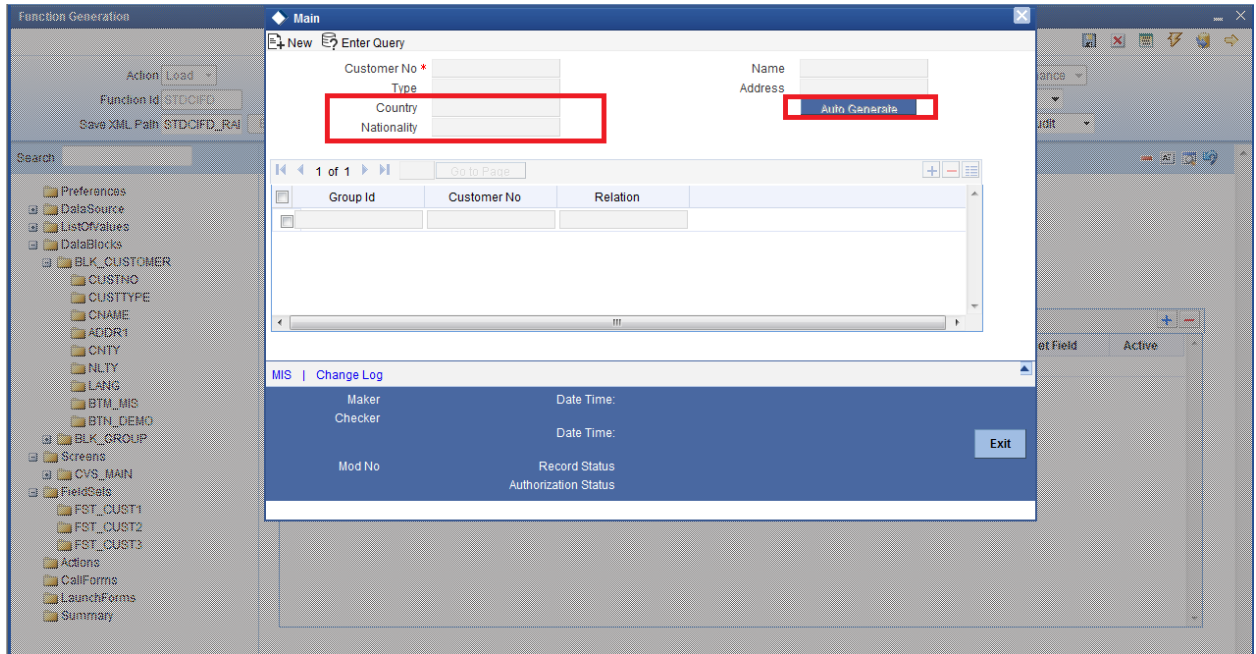 Function Generation
Action Load
Function Id STDCIFD
Save XML Path STDCIFD_RAI
Search
Preferences
DataSource
ListOfValues
DataBlocks
BLK_CUSTOMER
CUSTNO
CUSTTYPE
CNAME
ADDR1
CNTY
NLTY
LANG
BTM_MIS
BTN_DEMO
BLK_GROUP
Screens
CVS_MAIN
FieldSets
FST_CUST1
FST_CUST2
FST_CUST3
Actions
CallForms
LaunchForms
Summary
Main
New Enter Query
Customer No * Name
Type Address
Country Auto Generate
Nationality
1 of 1 Go to Page
Group Id Customer No Relation
MIS | Change Log
Maker Date Time:
Checker
Date Time:
Exit
Mod No Record Status
Authorization Status
et Field Active